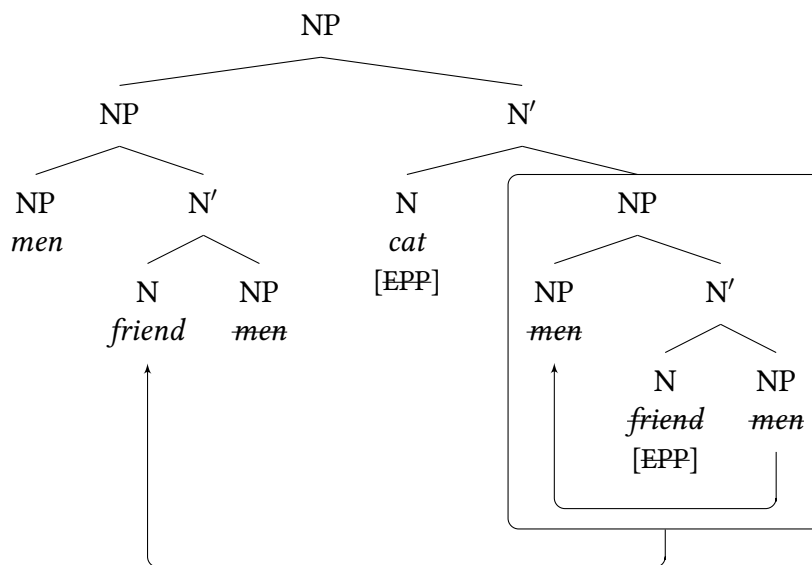 NP
NP N′
NP N′ N NP
men cat
N NP [EPP] NP N′
friend men men
N NP
friend men
[EPP]